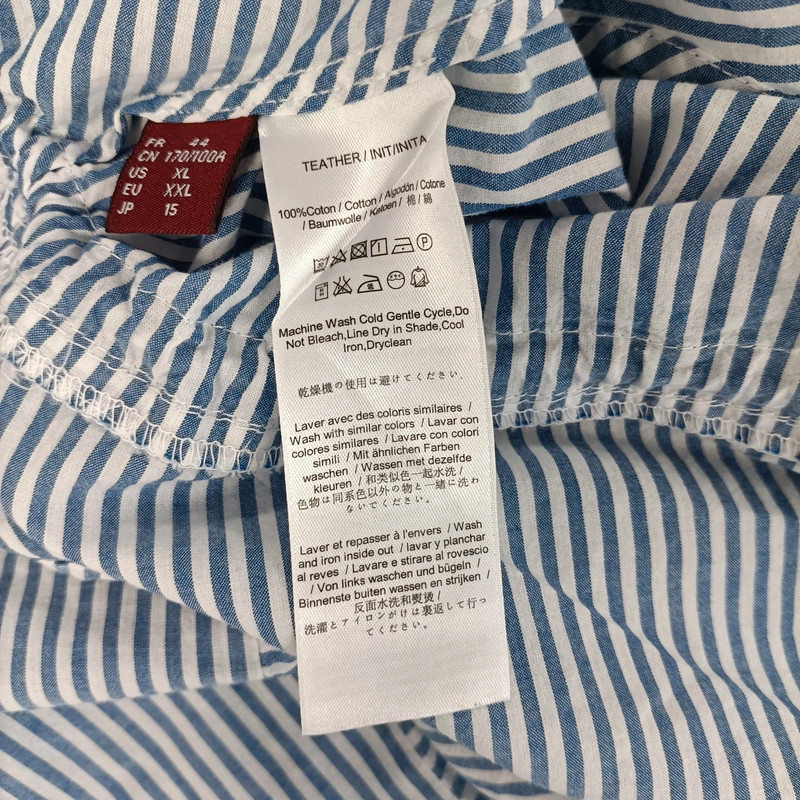 FR 44
CN 170/100A
US XL
EU XXL
JP 15
TEATHER / INIT/INITA
100%Coton / Cotton / Algodón / Cotone
/ Baumwolle / Katoen / 棉 / 綿
Machine Wash Cold Gentle Cycle,Do
Not Bleach,Line Dry in Shade,Cool
Iron,Dryclean
乾燥機の使用は避けてください.
Laver avec des coloris similaires /
Wash with similar colors / Lavar con
colores similares / Lavare con colori
simili / Mit ähnlichen Farben
waschen / Wassen met dezelfde
kleuren / 和类似色一起水洗 /
色物は同系色以外の物と一緒に洗わ
ないでください.
Laver et repasser à l'envers / Wash
and iron inside out / lavar y planchar
al reves / Lavare e stirare al rovescio
/ Von links waschen und bügeln /
Binnenste buiten wassen en strijken /
反面水洗和熨烫 /
洗濯とアイロンがけは裏返して行っ
てください.